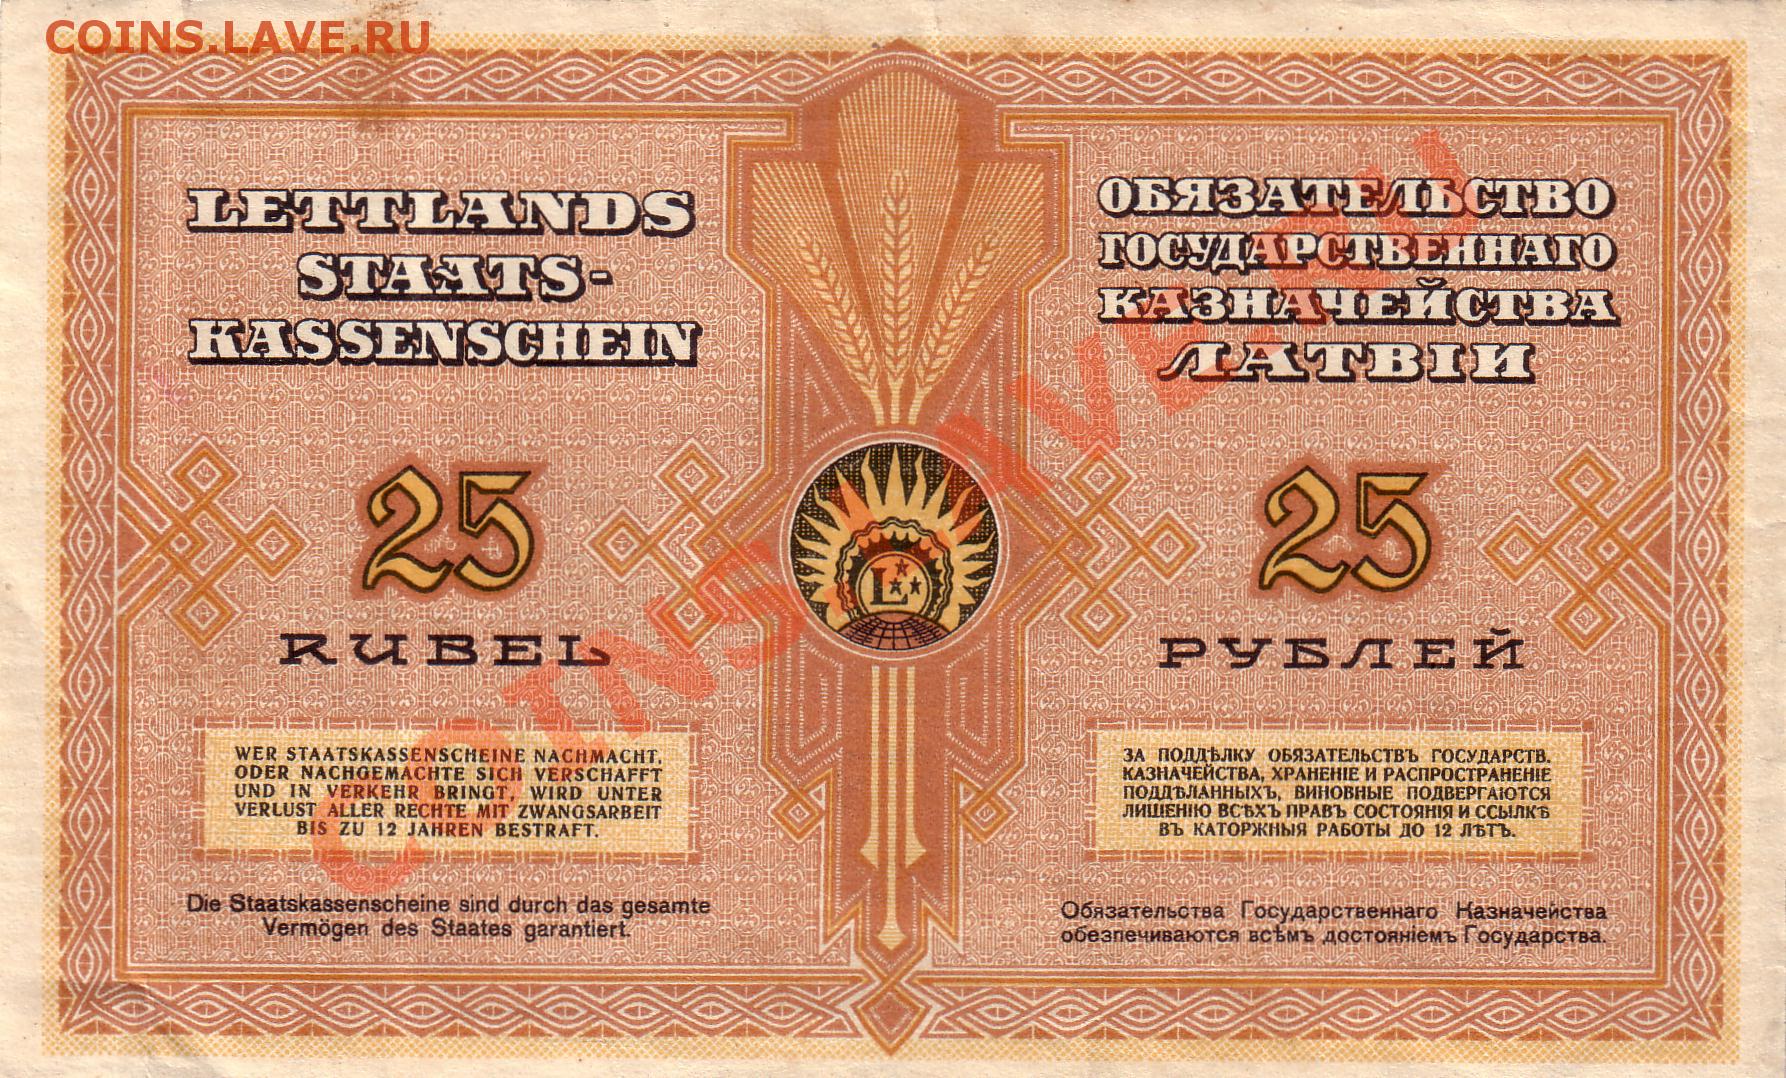 COINS.LAVE.RU
LETTLANDS
STAATS-
KASSENSCHEIN
25
RUBEL
WER STAATSKASSENSCHEINE NACHMACHT,
ODER NACHGEMACHTE SICH VERSCHAFFT
UND IN VERKEHR BRINGT, WIRD UNTER
VERLUST ALLER RECHTE MIT ZWANGSARBEIT
BIS ZU 12 JAHREN BESTRAFT.
Die Staatskassenscheine sind durch das gesamte
Vermögen des Staates garantiert.
L
COINS.LAVE.RU
ОБЯЗАТЕЛЬСТВО
ГОСУДАРСТВЕННАГО
КАЗНАЧЕЙСТВА
ЛАТВІИ
25
РУБЛЕЙ
ЗА ПОДДѢЛКУ ОБЯЗАТЕЛЬСТВЪ ГОСУДАРСТВ.
КАЗНАЧЕЙСТВА, ХРАНЕНІЕ И РАСПРОСТРАНЕНІЕ
ПОДДѢЛАННЫХЪ, ВИНОВНЫЕ ПОДВЕРГАЮТСЯ
ЛИШЕНІЮ ВСѢХЪ ПРАВЪ СОСТОЯНІЯ И ССЫЛКѢ
ВЪ КАТОРЖНЫЯ РАБОТЫ ДО 12 ЛѢТЪ.
Обязательства Государственнаго Казначейства
обезпечиваются всѣмъ достояніемъ Государства.